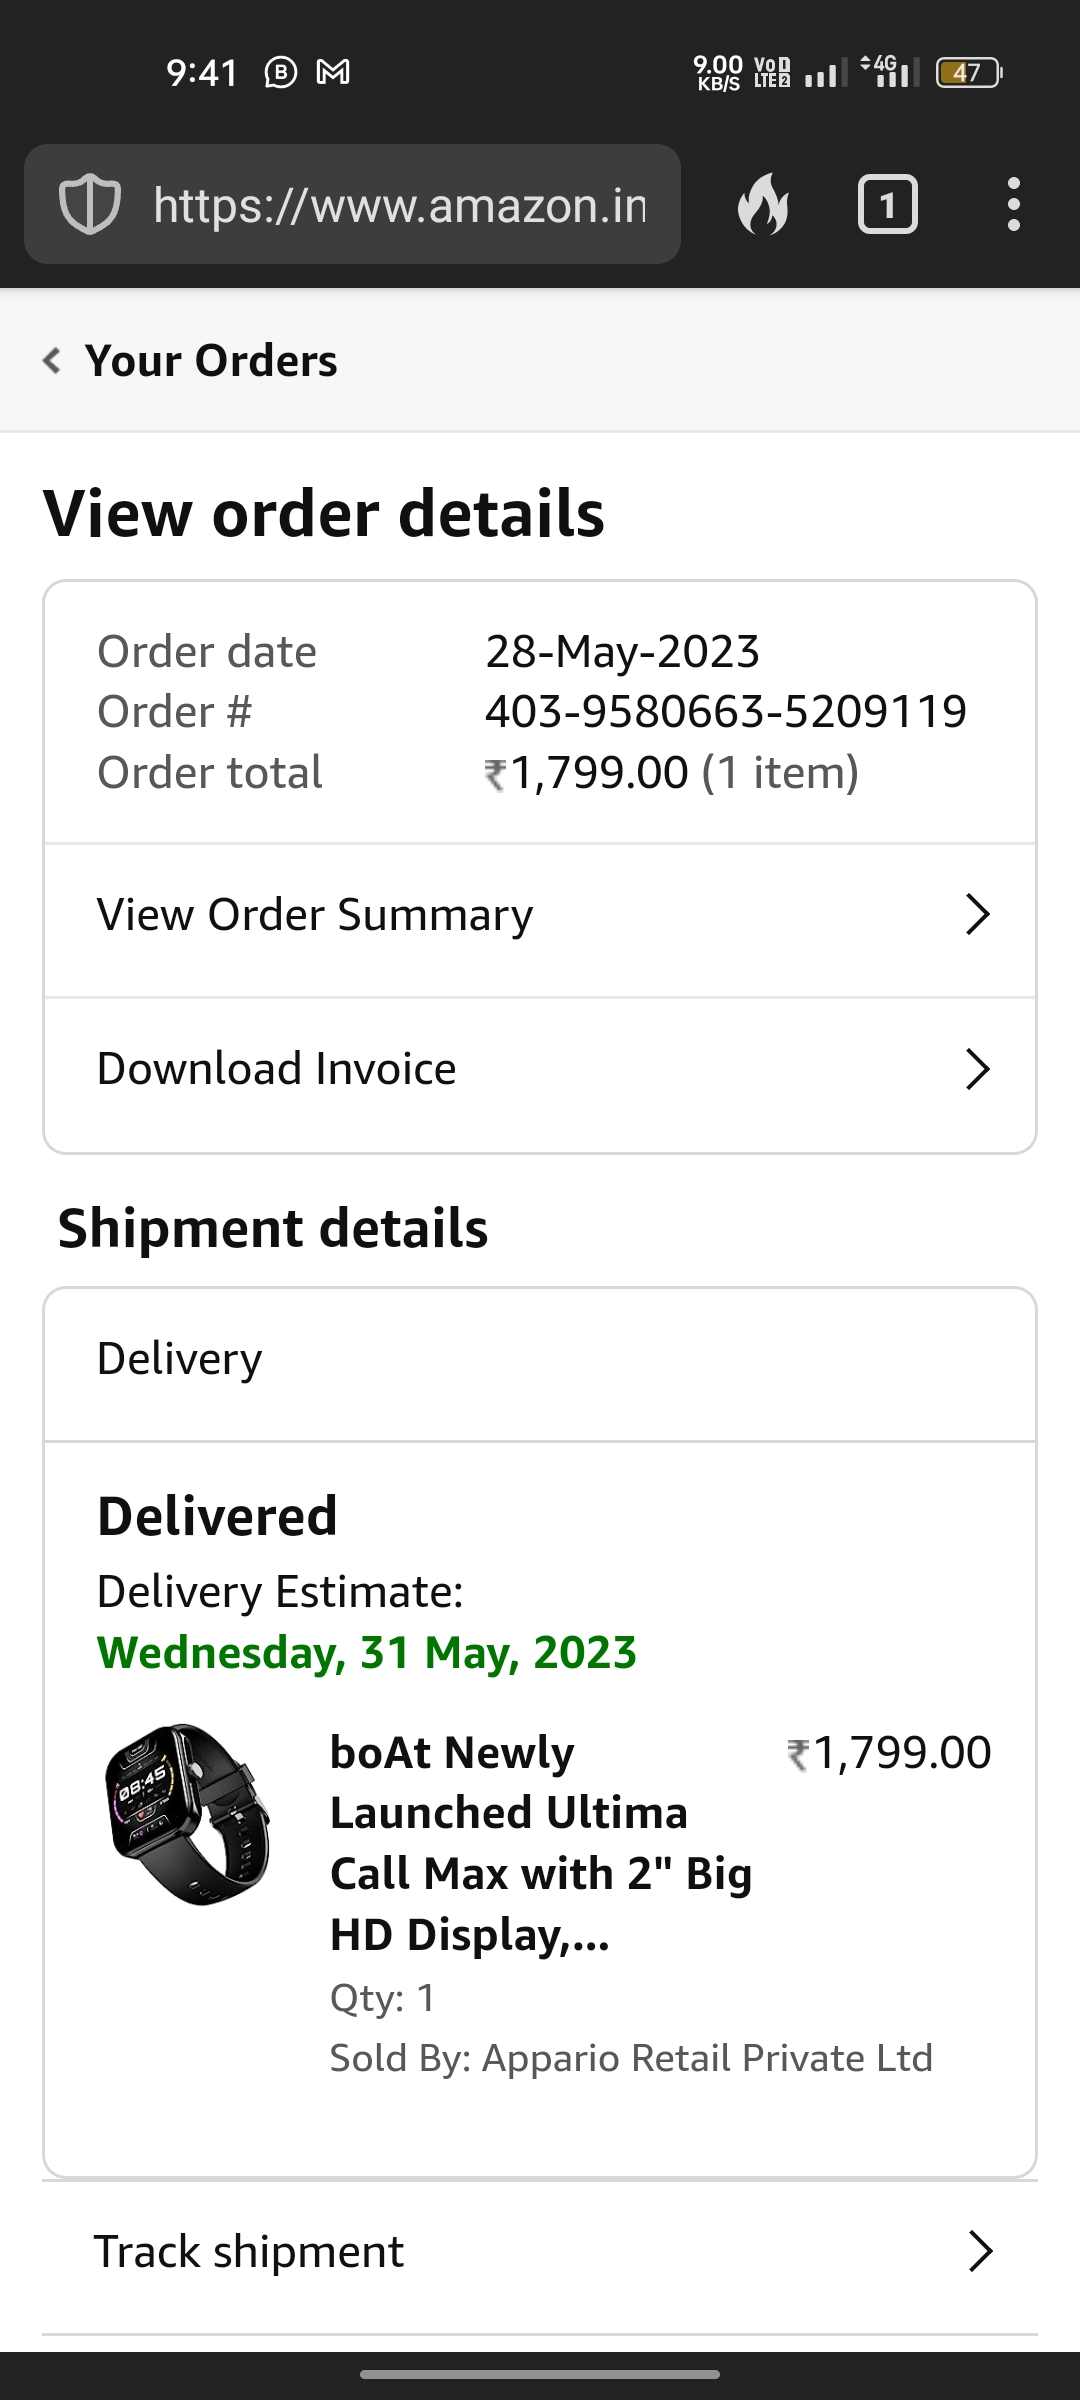 9:41
9.00 KB/S VoLTE 1 2 4G 47
https://www.amazon.in
1
Your Orders
View order details
Order date 28-May-2023
Order # 403-9580663-5209119
Order total ₹1,799.00 (1 item)
View Order Summary
Download Invoice
Shipment details
Delivery
Delivered
Delivery Estimate:
Wednesday, 31 May, 2023
08:45
boAt Newly ₹1,799.00
Launched Ultima
Call Max with 2" Big
HD Display,...
Qty: 1
Sold By: Appario Retail Private Ltd
Track shipment